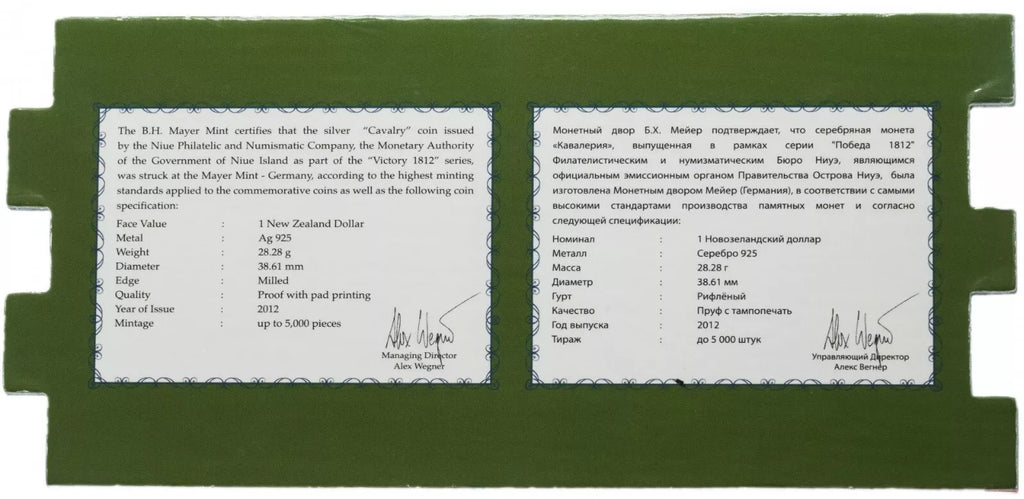 The B.H. Mayer Mint certifies that the silver “Cavalry” coin issued
by the Niue Philatelic and Numismatic Company, the Monetary Authority
of the Government of Niue Island as part of the “Victory 1812” series,
was struck at the Mayer Mint - Germany, according to the highest minting
standards applied to the commemorative coins as well as the following coin
specification:
Face Value : 1 New Zealand Dollar
Metal : Ag 925
Weight : 28.28 g
Diameter : 38.61 mm
Edge : Milled
Quality : Proof with pad printing
Year of Issue : 2012
Mintage : up to 5,000 pieces
Alex Wegner
Managing Director
Alex Wegner
Монетный двор Б.Х. Мейер подтверждает, что серебряная монета
«Кавалерия», выпущенная в рамках серии "Победа 1812"
Филателистическим и нумизматическим Бюро Ниуэ, являющимся
официальным эмиссионным органом Правительства Острова Ниуэ, была
изготовлена Монетным двором Мейер (Германия), в соответствии с самыми
высокими стандартами производства памятных монет и согласно
следующей спецификации:
Номинал : 1 Новозеландский доллар
Металл : Серебро 925
Масса : 28.28 г
Диаметр : 38.61 мм
Гурт : Рифлёный
Качество : Пруф с тампопечать
Год выпуска : 2012
Тираж : до 5 000 штук
Alex Wegner
Управляющий Директор
Алекс Вегнер